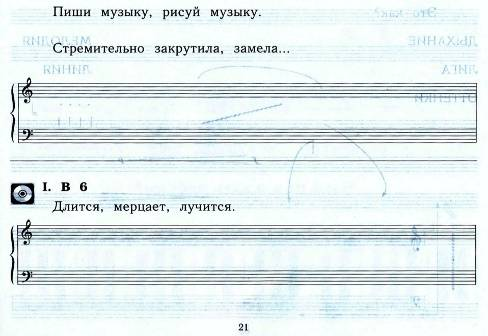 Пиши музыку, рисуй музыку.
Стремительно закрутила, замела...
I. В 6
Длится, мерцает, лучится.
21